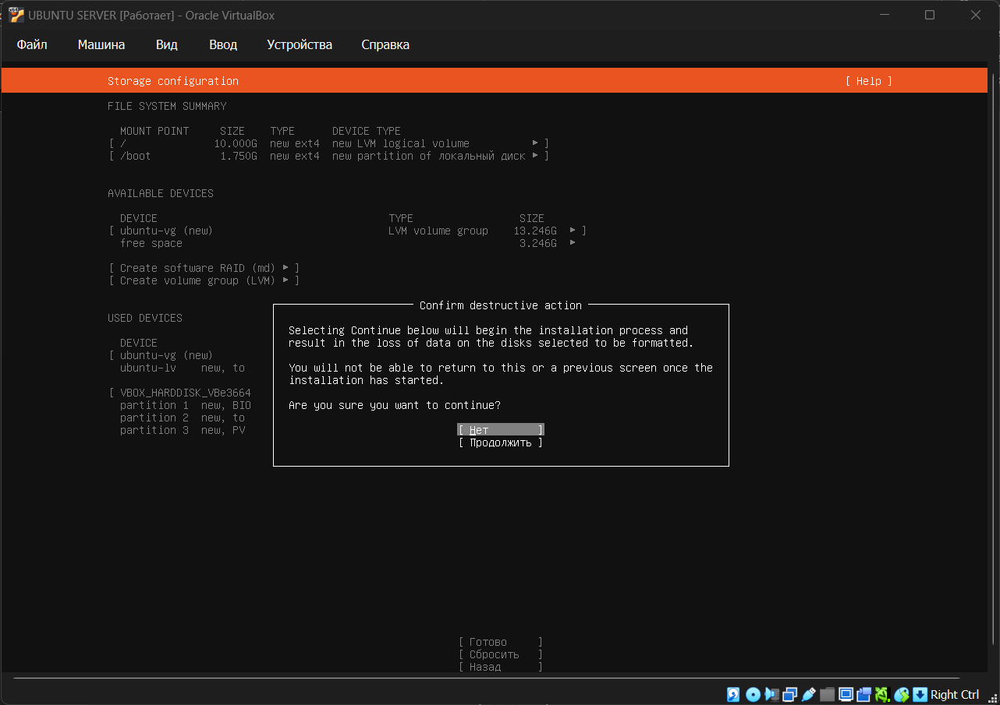 UBUNTU SERVER [Работает] - Oracle VirtualBox
Файл Машина Вид Ввод Устройства Справка
Storage configuration [ Help ]
FILE SYSTEM SUMMARY
MOUNT POINT SIZE TYPE DEVICE TYPE
[ / 10.000G new ext4 new LVM logical volume ▸ ]
[ /boot 1.750G new ext4 new partition of локальный диск ▸ ]
AVAILABLE DEVICES
DEVICE TYPE SIZE
[ ubuntu-vg (new) LVM volume group 13.246G ▸ ]
free space 3.246G ▸
[ Create software RAID (md) ▸ ]
[ Create volume group (LVM) ▸ ]
USED DEVICES
DEVICE
[ ubuntu-vg (new)
ubuntu-lv new, to
[ VBOX_HARDDISK_VBe3664
partition 1 new, BIO
partition 2 new, to
partition 3 new, PV
Confirm destructive action
Selecting Continue below will begin the installation process and
result in the loss of data on the disks selected to be formatted.
You will not be able to return to this or a previous screen once the
installation has started.
Are you sure you want to continue?
[ Нет ]
[ Продолжить ]
[ Готово ]
[ Сбросить ]
[ Назад ]
Right Ctrl